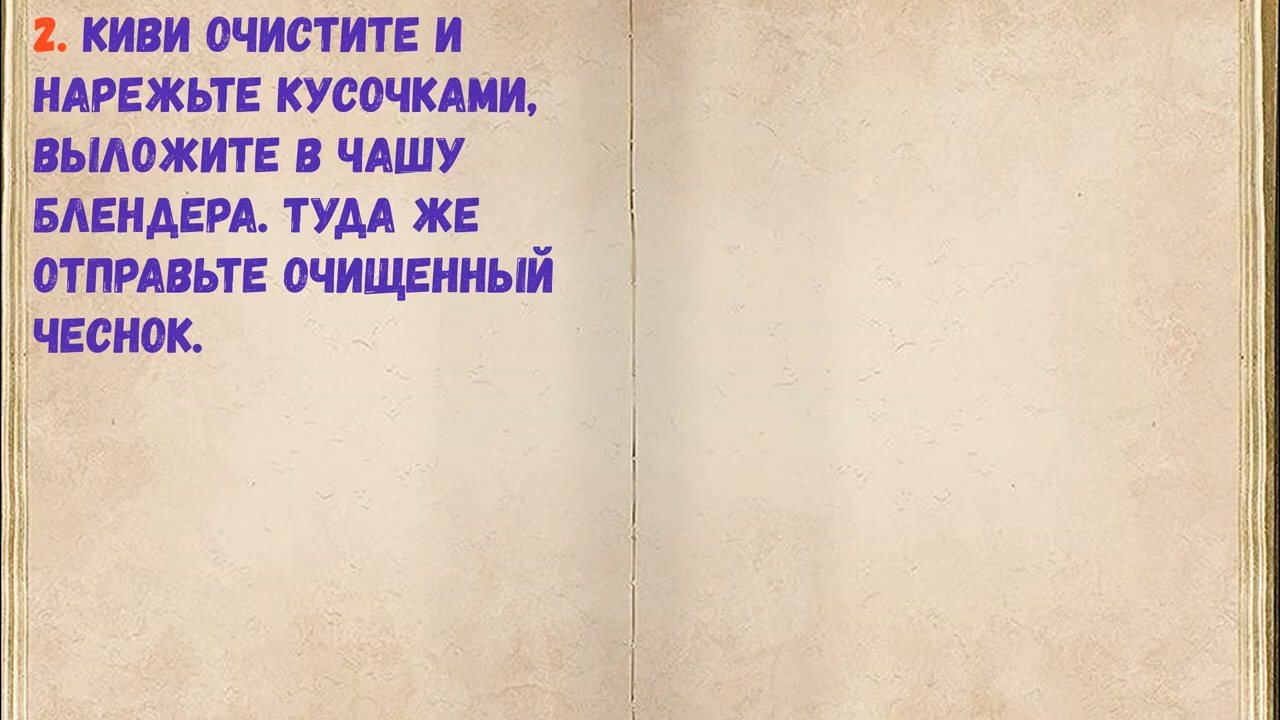 2. КИВИ ОЧИСТИТЕ И
НАРЕЖЬТЕ КУСОЧКАМИ,
ВЫЛОЖИТЕ В ЧАШУ
БЛЕНДЕРА. ТУДА ЖЕ
ОТПРАВЬТЕ ОЧИЩЕННЫЙ
ЧЕСНОК.